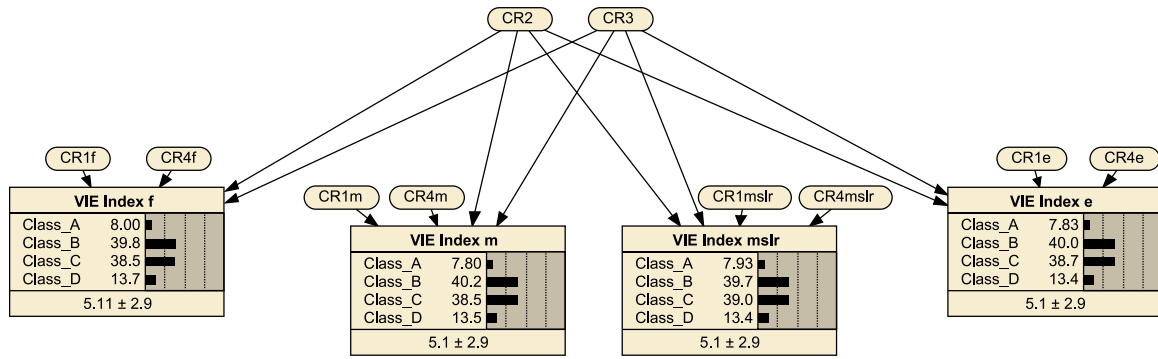 CR2
CR3
CR1f
CR4f
VIE Index f
Class_A 8.00
Class_B 39.8
Class_C 38.5
Class_D 13.7
5.11 ± 2.9
CR1m
CR4m
VIE Index m
Class_A 7.80
Class_B 40.2
Class_C 38.5
Class_D 13.5
5.1 ± 2.9
CR1mslr
CR4mslr
VIE Index mslr
Class_A 7.93
Class_B 39.7
Class_C 39.0
Class_D 13.4
5.1 ± 2.9
CR1e
CR4e
VIE Index e
Class_A 7.83
Class_B 40.0
Class_C 38.7
Class_D 13.4
5.1 ± 2.9